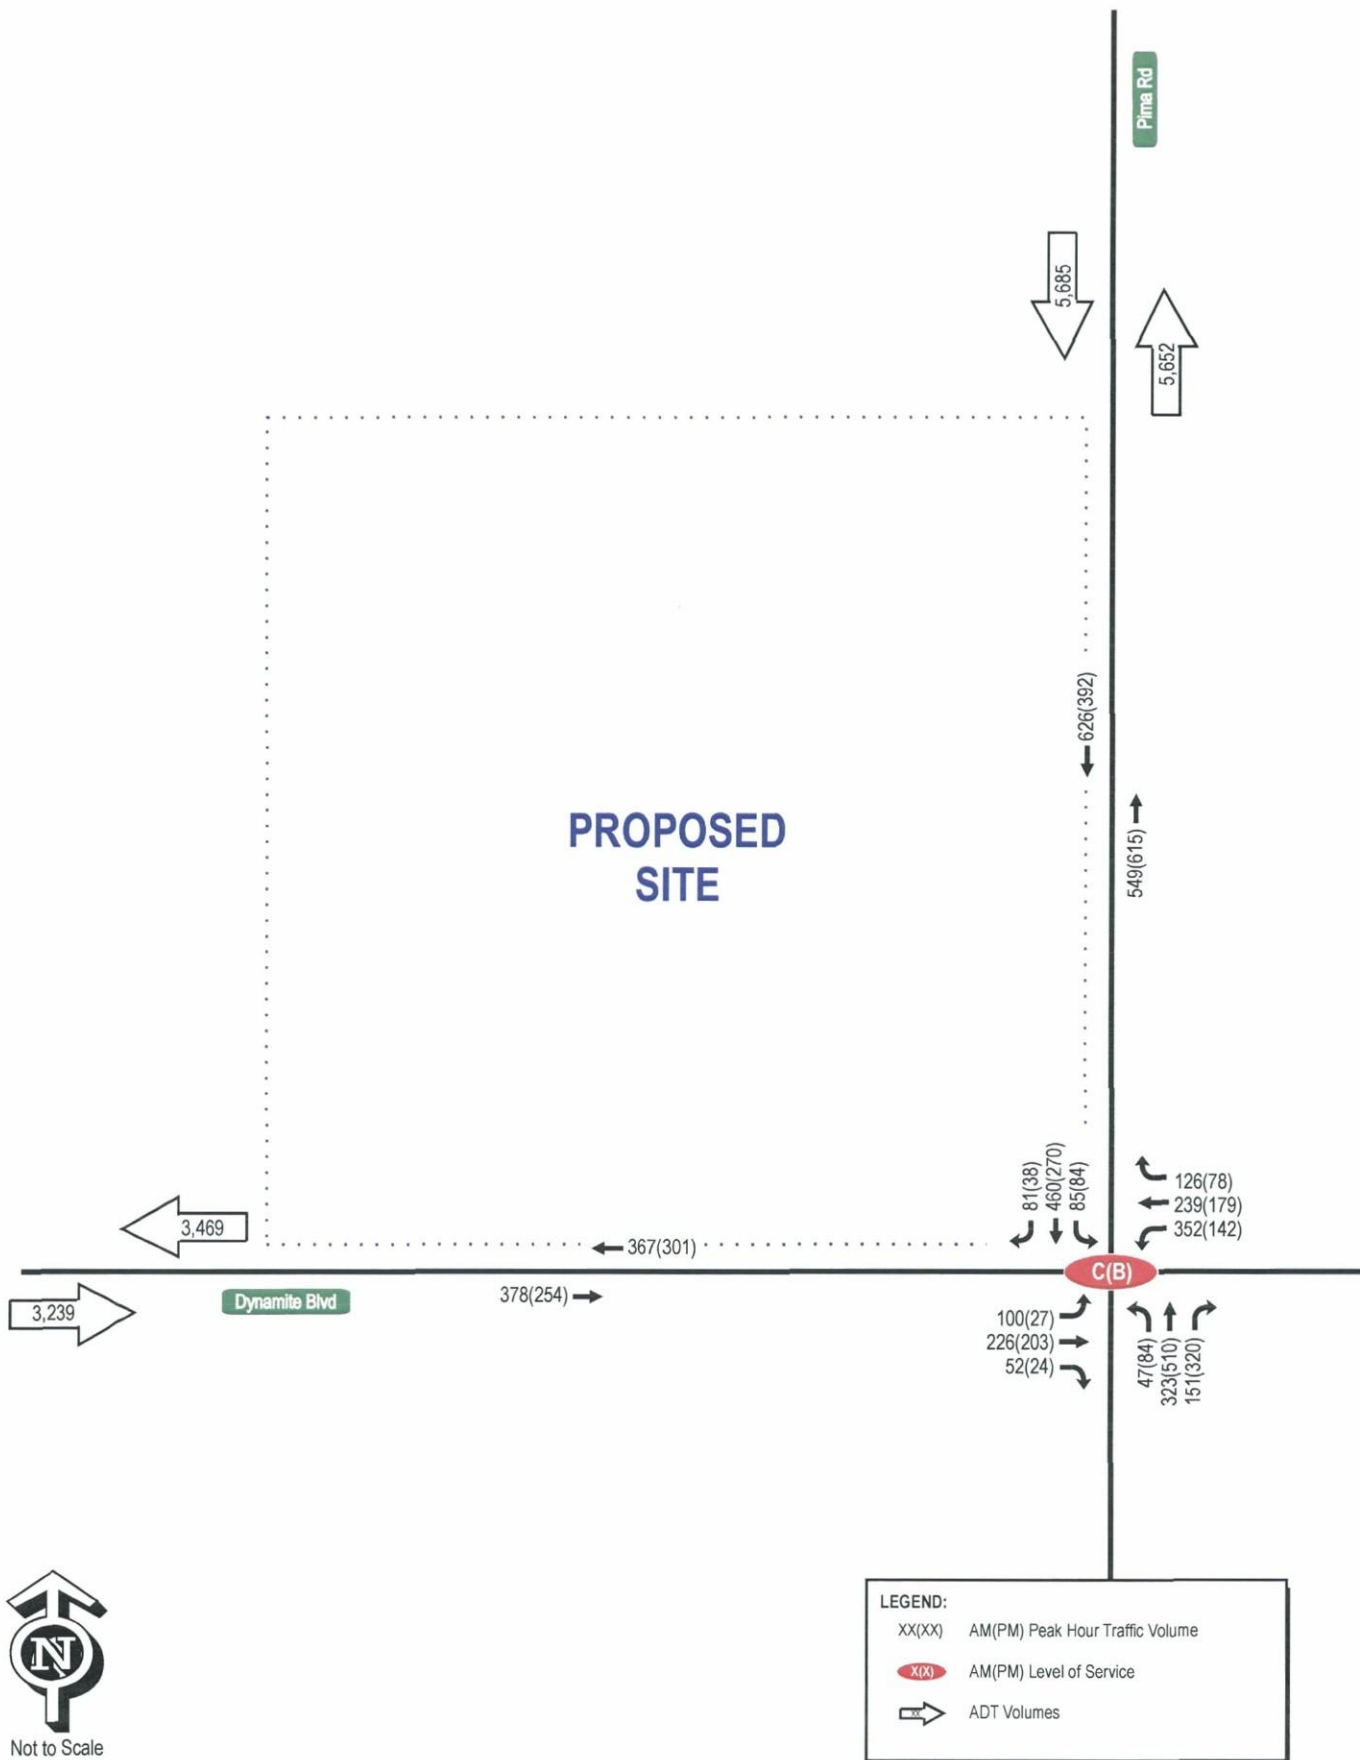 Pima Rd
5,685
5,652
626(392)
549(615)
PROPOSED
SITE
81(38)
460(270)
85(84)
126(78)
239(179)
352(142)
3,469
367(301)
C(B)
3,239
Dynamite Blvd
378(254)
100(27)
226(203)
52(24)
47(84)
323(510)
151(320)
N
Not to Scale
LEGEND:
XX(XX) AM(PM) Peak Hour Traffic Volume
X(X) AM(PM) Level of Service
XX ADT Volumes